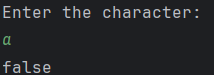 Enter the character:
a
false